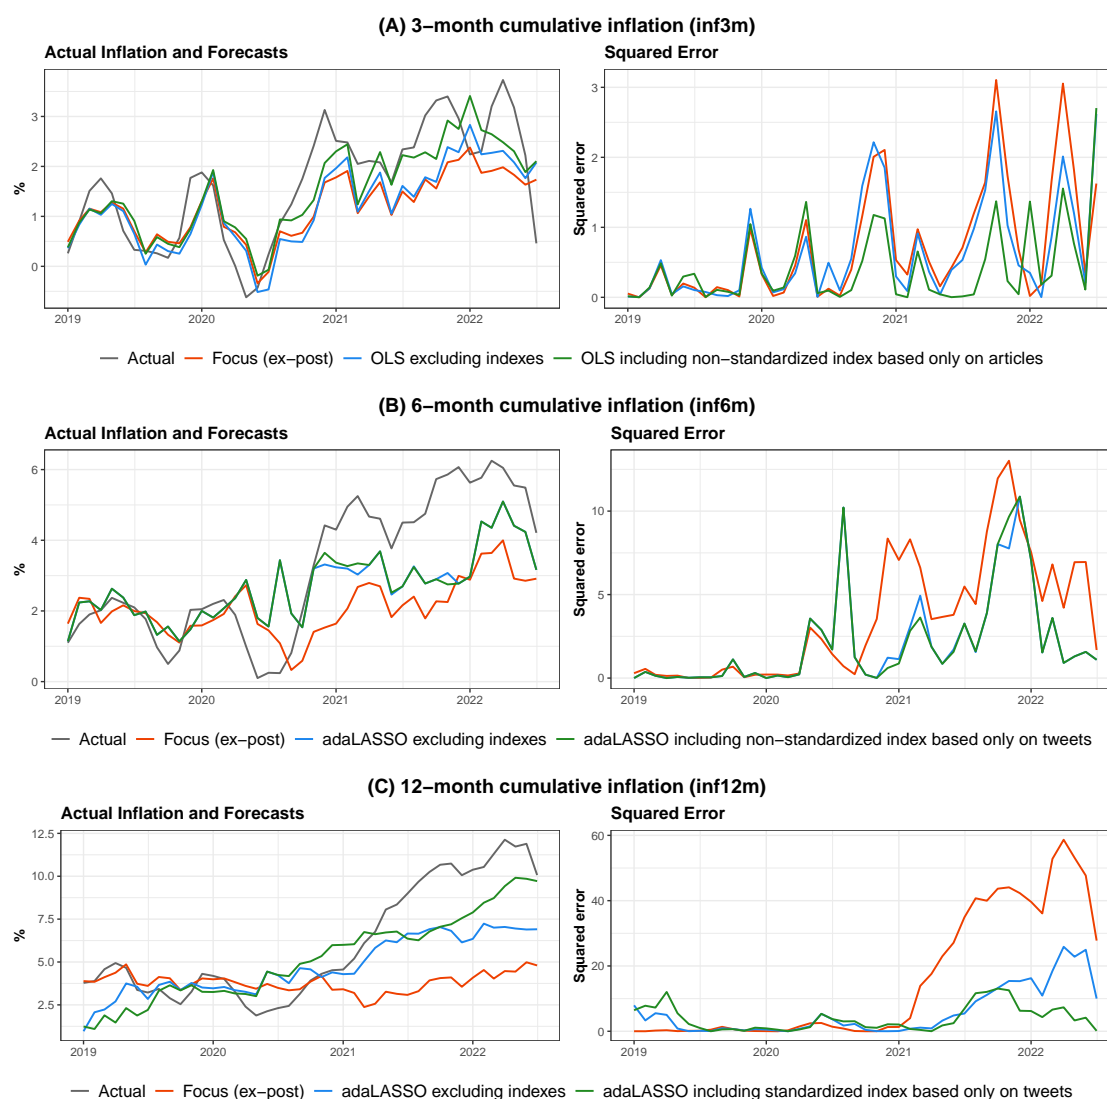 (A) 3−month cumulative inflation (inf3m)
Actual Inflation and Forecasts
Squared Error
%
3
2
1
0
2019 2020 2021 2022
Squared error
3
2
1
0
2019 2020 2021 2022
Actual Focus (ex−post) OLS excluding indexes OLS including non−standardized index based only on articles
(B) 6−month cumulative inflation (inf6m)
Actual Inflation and Forecasts
Squared Error
%
6
4
2
0
2019 2020 2021 2022
Squared error
10
5
0
2019 2020 2021 2022
Actual Focus (ex−post) adaLASSO excluding indexes adaLASSO including non−standardized index based only on tweets
(C) 12−month cumulative inflation (inf12m)
Actual Inflation and Forecasts
Squared Error
%
12.5
10.0
7.5
5.0
2.5
2019 2020 2021 2022
Squared error
60
40
20
0
2019 2020 2021 2022
Actual Focus (ex−post) adaLASSO excluding indexes adaLASSO including standardized index based only on tweets